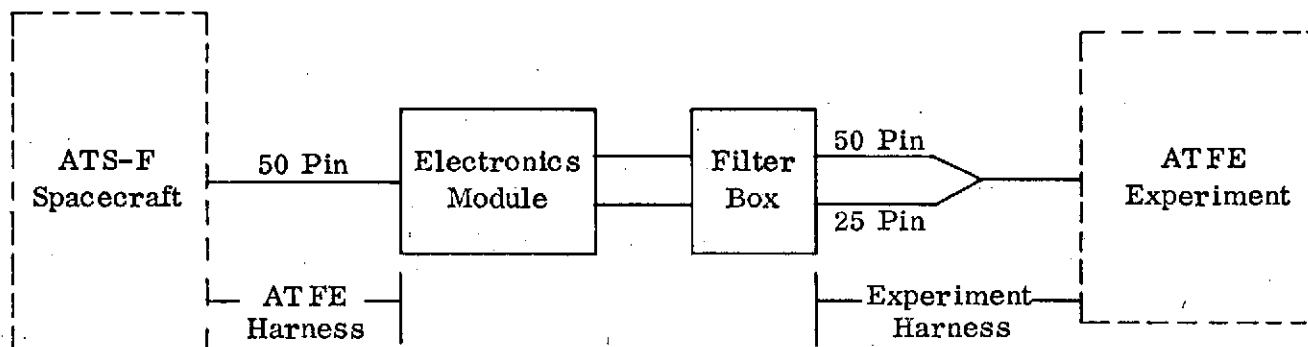 ATS-F
Spacecraft
50 Pin
Electronics
Module
Filter
Box
50 Pin
25 Pin
ATFE
Experiment
ATFE
Harness
Experiment
Harness